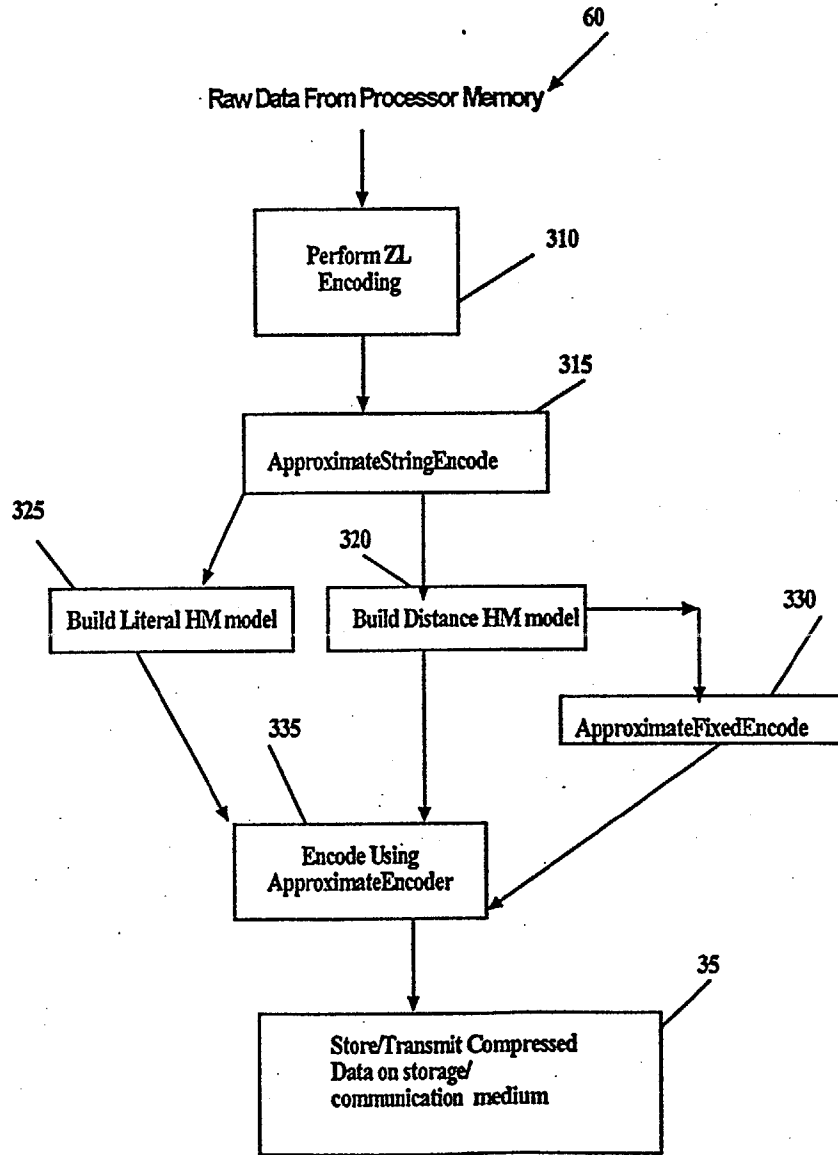 60
Raw Data From Processor Memory
310
Perform ZL
Encoding
315
ApproximateStringEncode
325
320
Build Literal HM model
Build Distance HM model
330
ApproximateFixedEncode
335
Encode Using
ApproximateEncoder
35
Store/Transmit Compressed
Data on storage/
communication medium